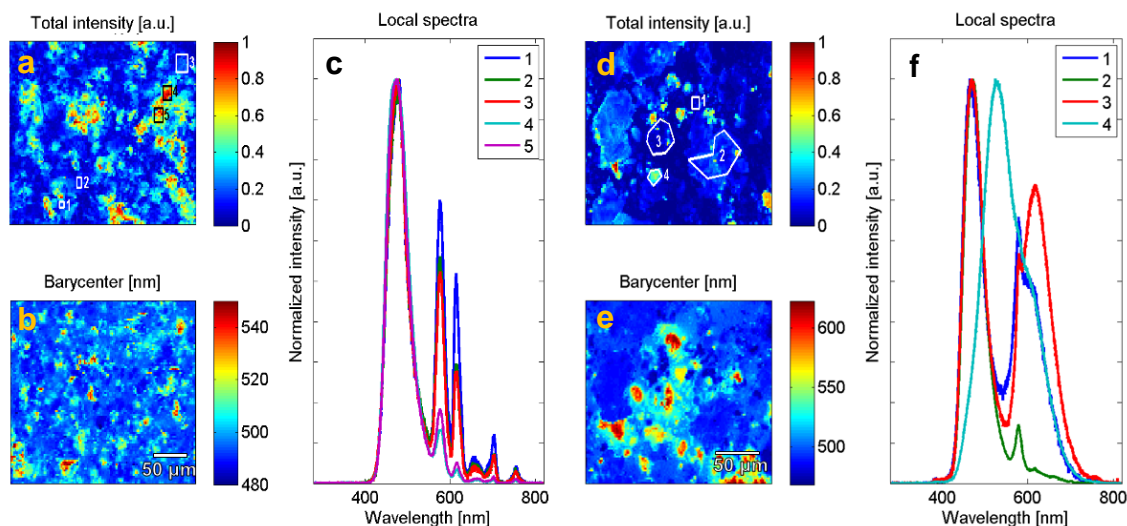 Total intensity [a.u.]
a
3
4
5
2
1
1
0.8
0.6
0.4
0.2
0
Barycenter [nm]
b
50 µm
540
520
500
480
Local spectra
c
1
2
3
4
5
Normalized intensity [a.u.]
400 600 800
Wavelength [nm]
Total intensity [a.u.]
d
1
3
2
4
1
0.8
0.6
0.4
0.2
0
Barycenter [nm]
e
50 µm
600
550
500
Local spectra
f
1
2
3
4
Normalized intensity [a.u.]
400 600 800
Wavelength [nm]